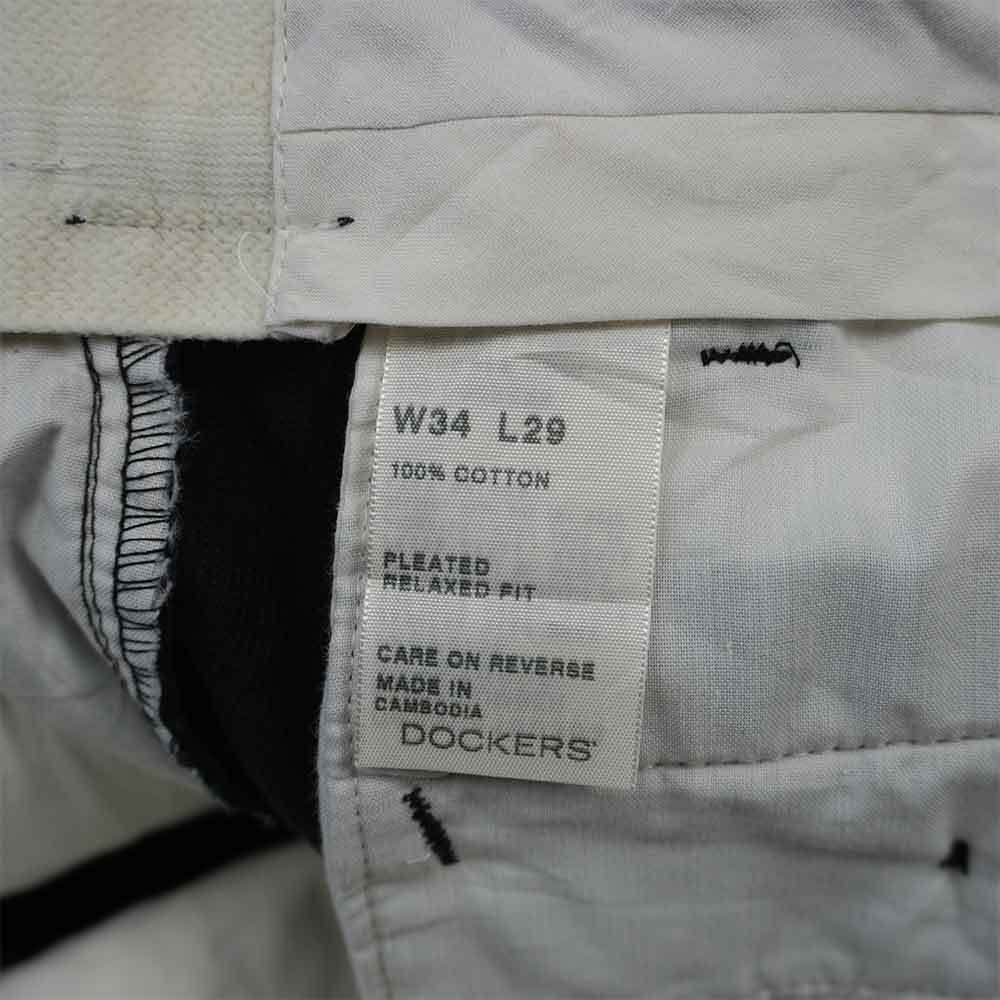 W34 L29
100% COTTON
PLEATED
RELAXED FIT
CARE ON REVERSE
MADE IN
CAMBODIA
DOCKERS®